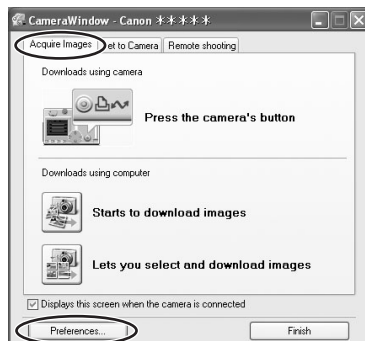 CameraWindow - Canon *****
Acquire Images et to Camera Remote shooting
Downloads using camera
Press the camera's button
Downloads using computer
Starts to download images
Lets you select and download images
Displays this screen when the camera is connected
Preferences... Finish